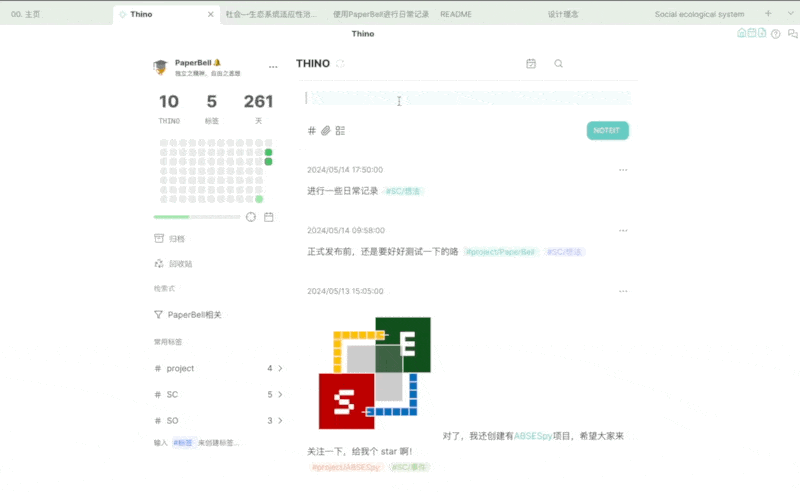 00. 主页
Thino
社会—生态系统适应性治...
使用PaperBell进行日常记录
README
设计理念
Social ecological system
Thino
PaperBell
独立之精神，自由之思想
10
5
261
THINO
标签
天
归档
回收站
检索式
PaperBell相关
常用标签
# project 4
# SC 5
# SO 3
输入 #标签 来创建标签...
THINO
NOTEIT
2024/05/14 17:50:00
进行一些日常记录 #SC/想法
2024/05/14 09:58:00
正式发布前，还是要好好测试一下的咯 #project/PaperBell #SC/想法
2024/05/13 15:05:00
E
S
对了，我还创建有ABSESpy项目，希望大家来
关注一下，给我个 star 啊！
#project/ABSESpy #SC/事件